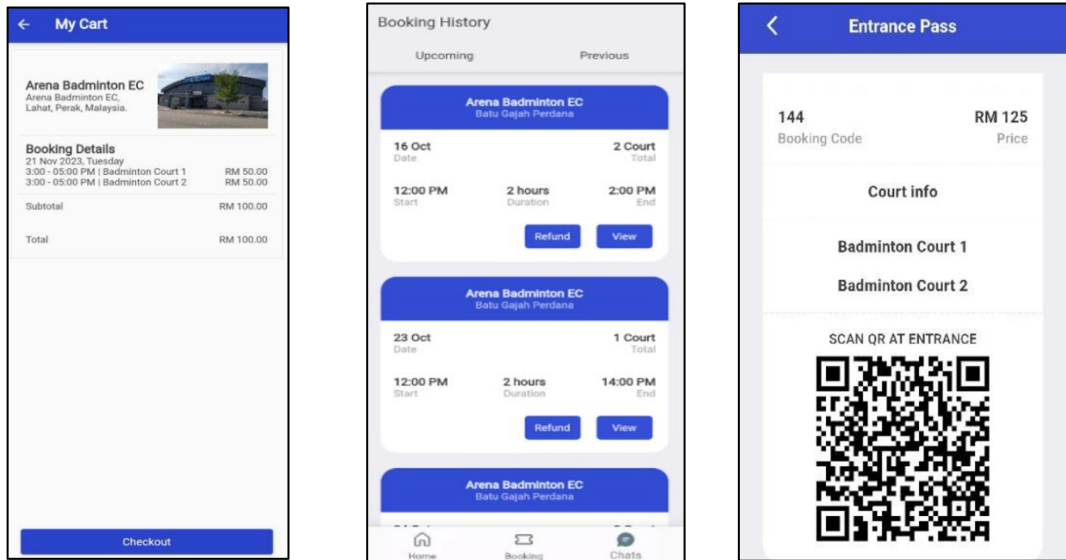 My Cart
Arena Badminton EC
Arena Badminton EC,
Lahat, Perak, Malaysia.
Booking Details
21 Nov 2023, Tuesday
3:00 - 05:00 PM | Badminton Court 1 RM 50.00
3:00 - 05:00 PM | Badminton Court 2 RM 50.00
Subtotal RM 100.00
Total RM 100.00
Checkout
Booking History
Upcoming Previous
Arena Badminton EC
Batu Gajah Perdana
16 Oct 2 Court
Date Total
12:00 PM 2 hours 2:00 PM
Start Duration End
Refund View
Arena Badminton EC
Batu Gajah Perdana
23 Oct 1 Court
Date Total
12:00 PM 2 hours 14:00 PM
Start Duration End
Refund View
Arena Badminton EC
Batu Gajah Perdana
Home Booking Chats
Entrance Pass
144 RM 125
Booking Code Price
Court info
Badminton Court 1
Badminton Court 2
SCAN QR AT ENTRANCE